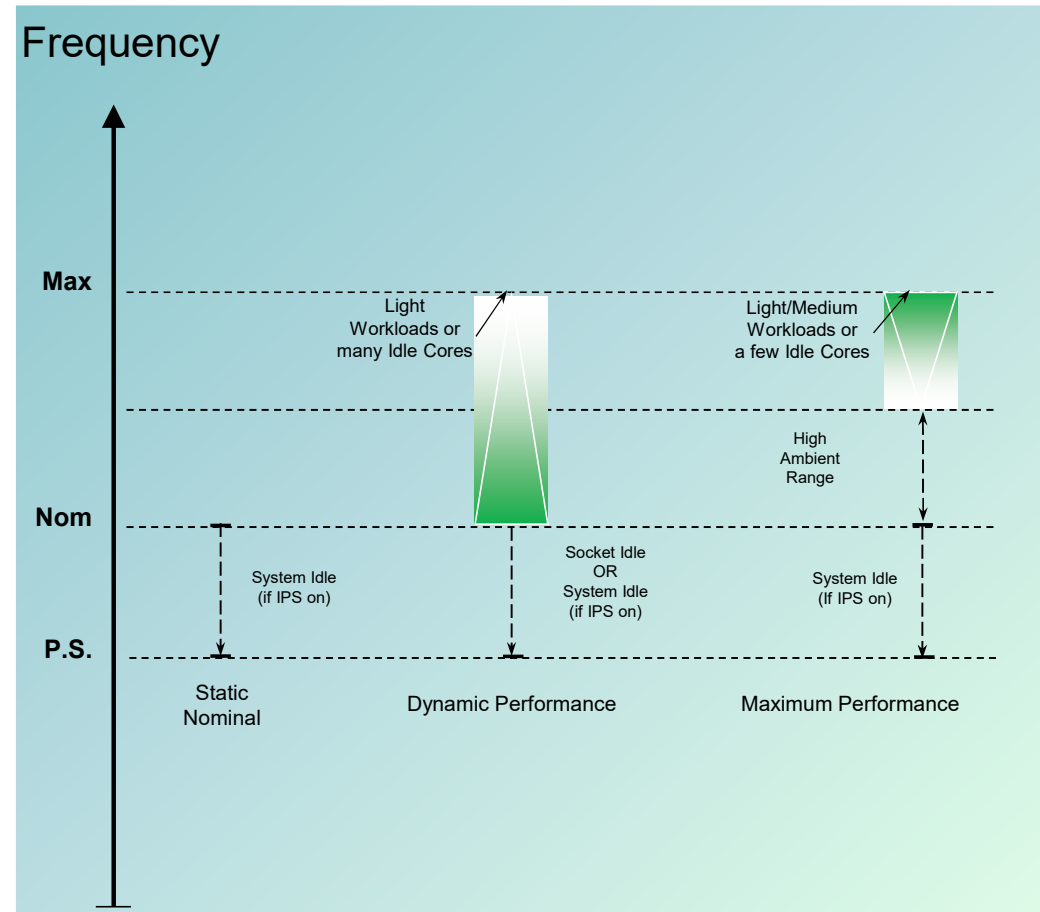 Frequency
Max
Light
Workloads or
many Idle Cores
Light/Medium
Workloads or
a few Idle Cores
High
Ambient
Range
Nom
System Idle
(if IPS on)
Socket Idle
OR
System Idle
(if IPS on)
System Idle
(If IPS on)
P.S.
Static
Nominal
Dynamic Performance
Maximum Performance